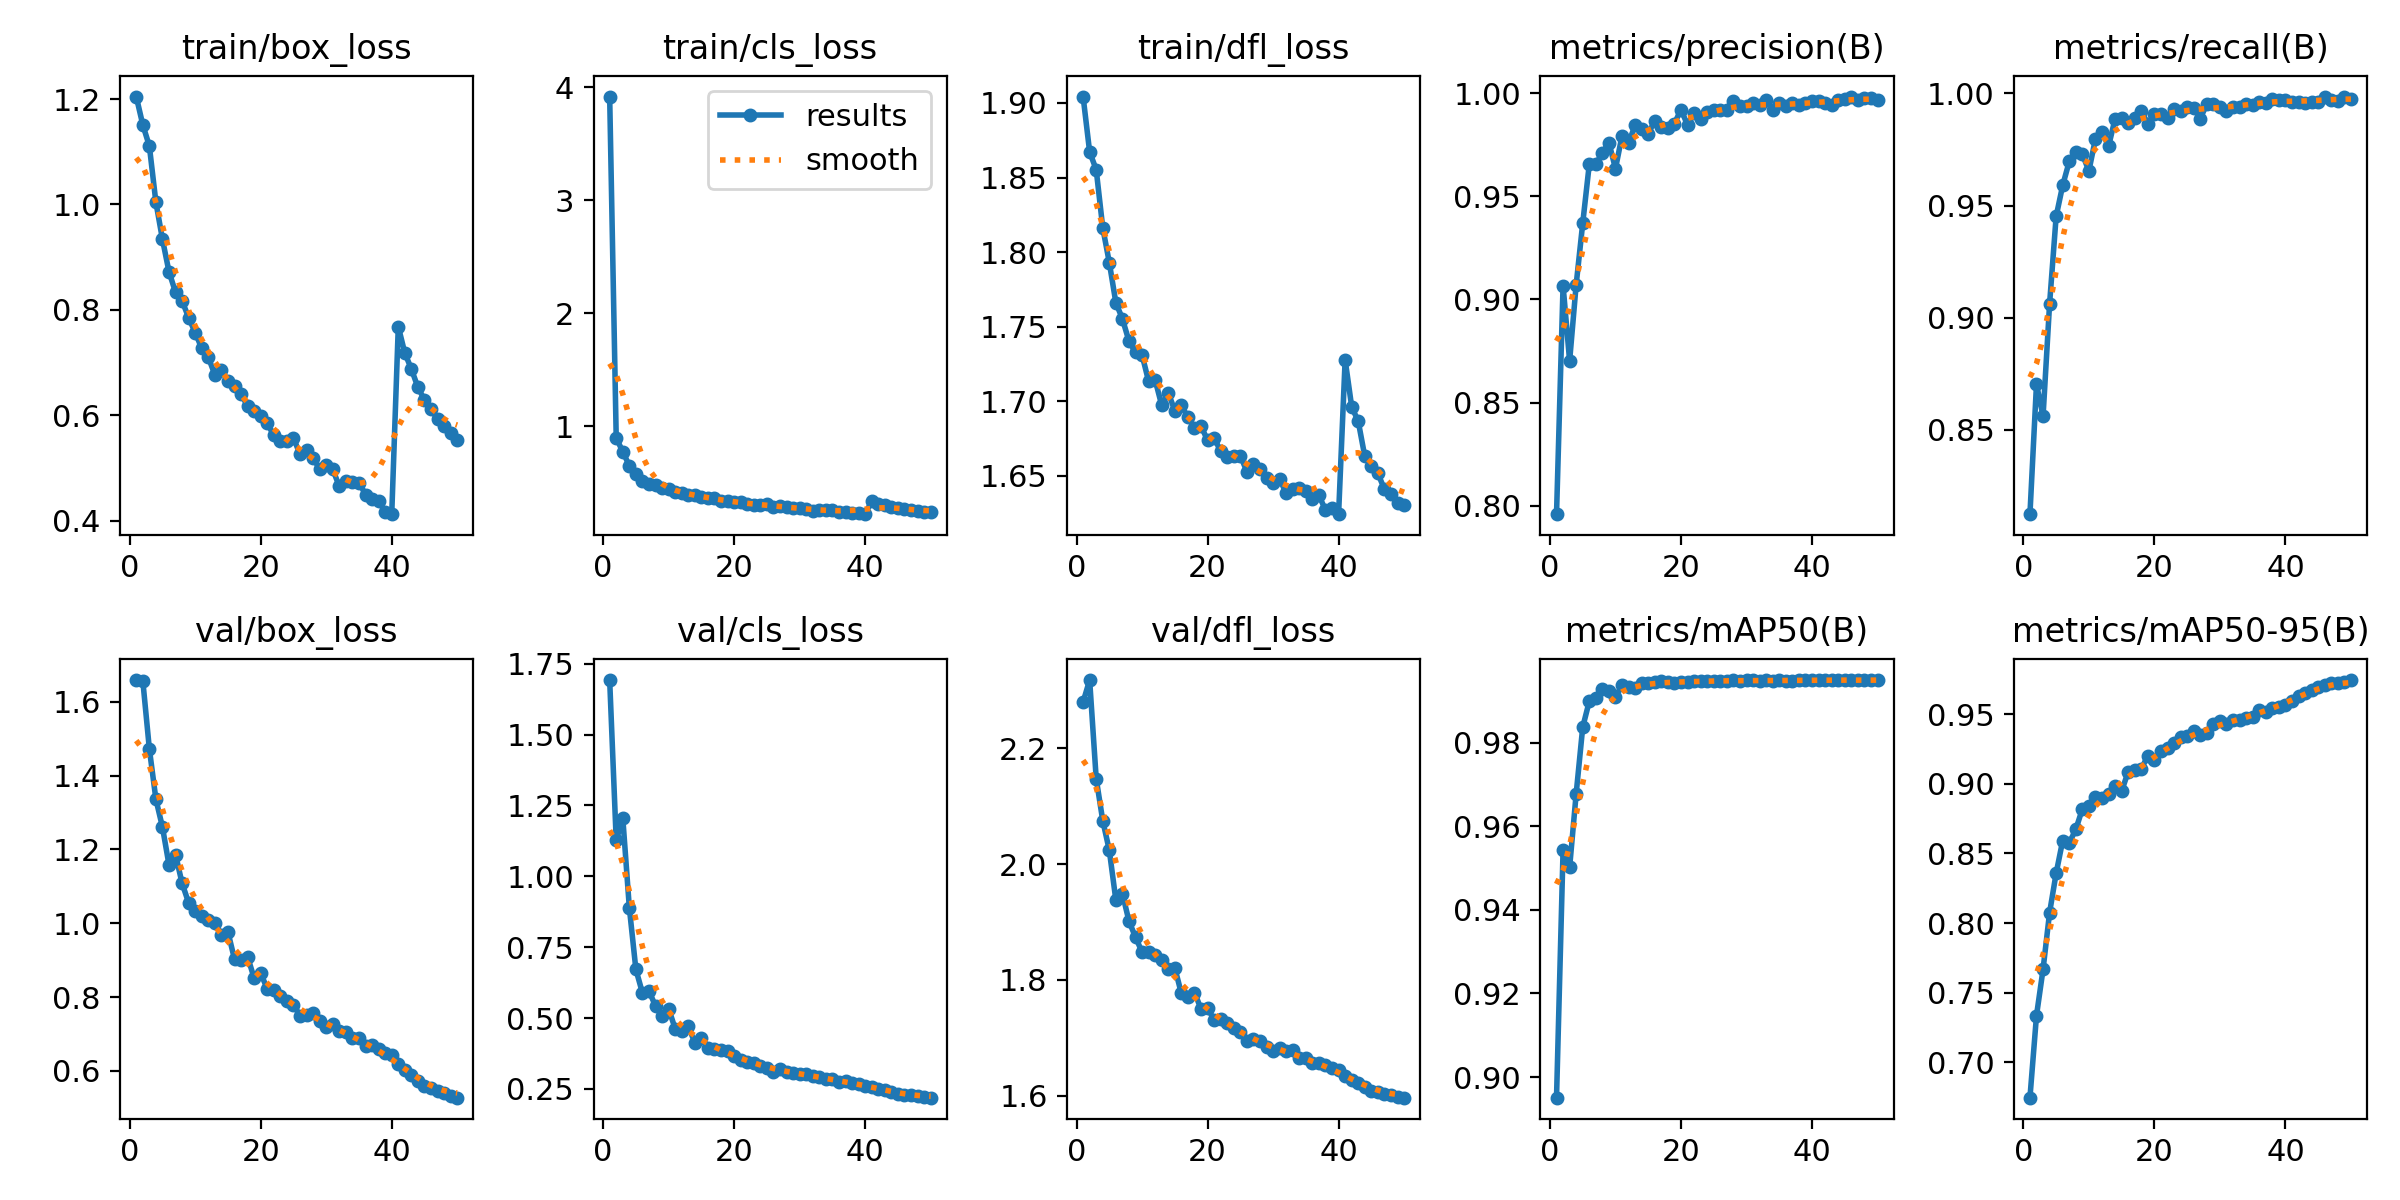 train/box_loss
1.2
1.0
0.8
0.6
0.4
0 20 40
train/cls_loss
results
smooth
4
3
2
1
0 20 40
train/dfl_loss
1.90
1.85
1.80
1.75
1.70
1.65
0 20 40
metrics/precision(B)
1.00
0.95
0.90
0.85
0.80
0 20 40
metrics/recall(B)
1.00
0.95
0.90
0.85
0 20 40
val/box_loss
1.6
1.4
1.2
1.0
0.8
0.6
0 20 40
val/cls_loss
1.75
1.50
1.25
1.00
0.75
0.50
0.25
0 20 40
val/dfl_loss
2.2
2.0
1.8
1.6
0 20 40
metrics/mAP50(B)
0.98
0.96
0.94
0.92
0.90
0 20 40
metrics/mAP50-95(B)
0.95
0.90
0.85
0.80
0.75
0.70
0 20 40